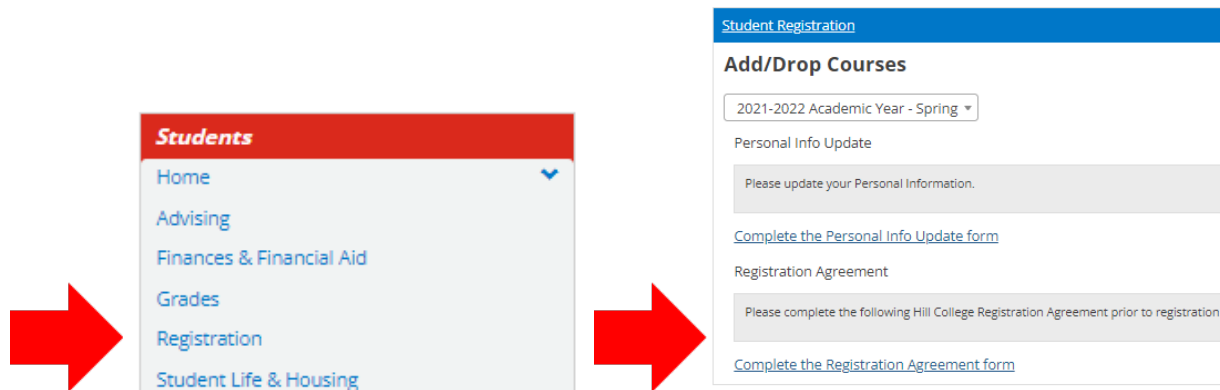 Students
Home
Advising
Finances & Financial Aid
Grades
Registration
Student Life & Housing
Student Registration
Add/Drop Courses
2021-2022 Academic Year - Spring
Personal Info Update
Please update your Personal Information.
Complete the Personal Info Update form
Registration Agreement
Please complete the following Hill College Registration Agreement prior to registration
Complete the Registration Agreement form